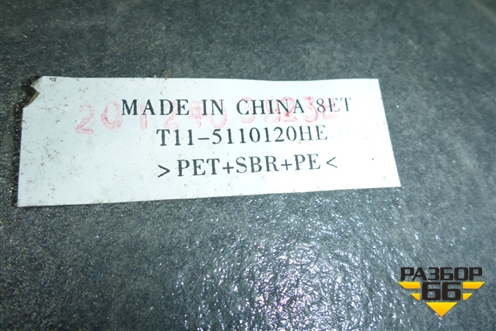 MADE IN CHINA 8ET
T11-5110120HE
>PET+SBR+PE<
РАЗБОР
66